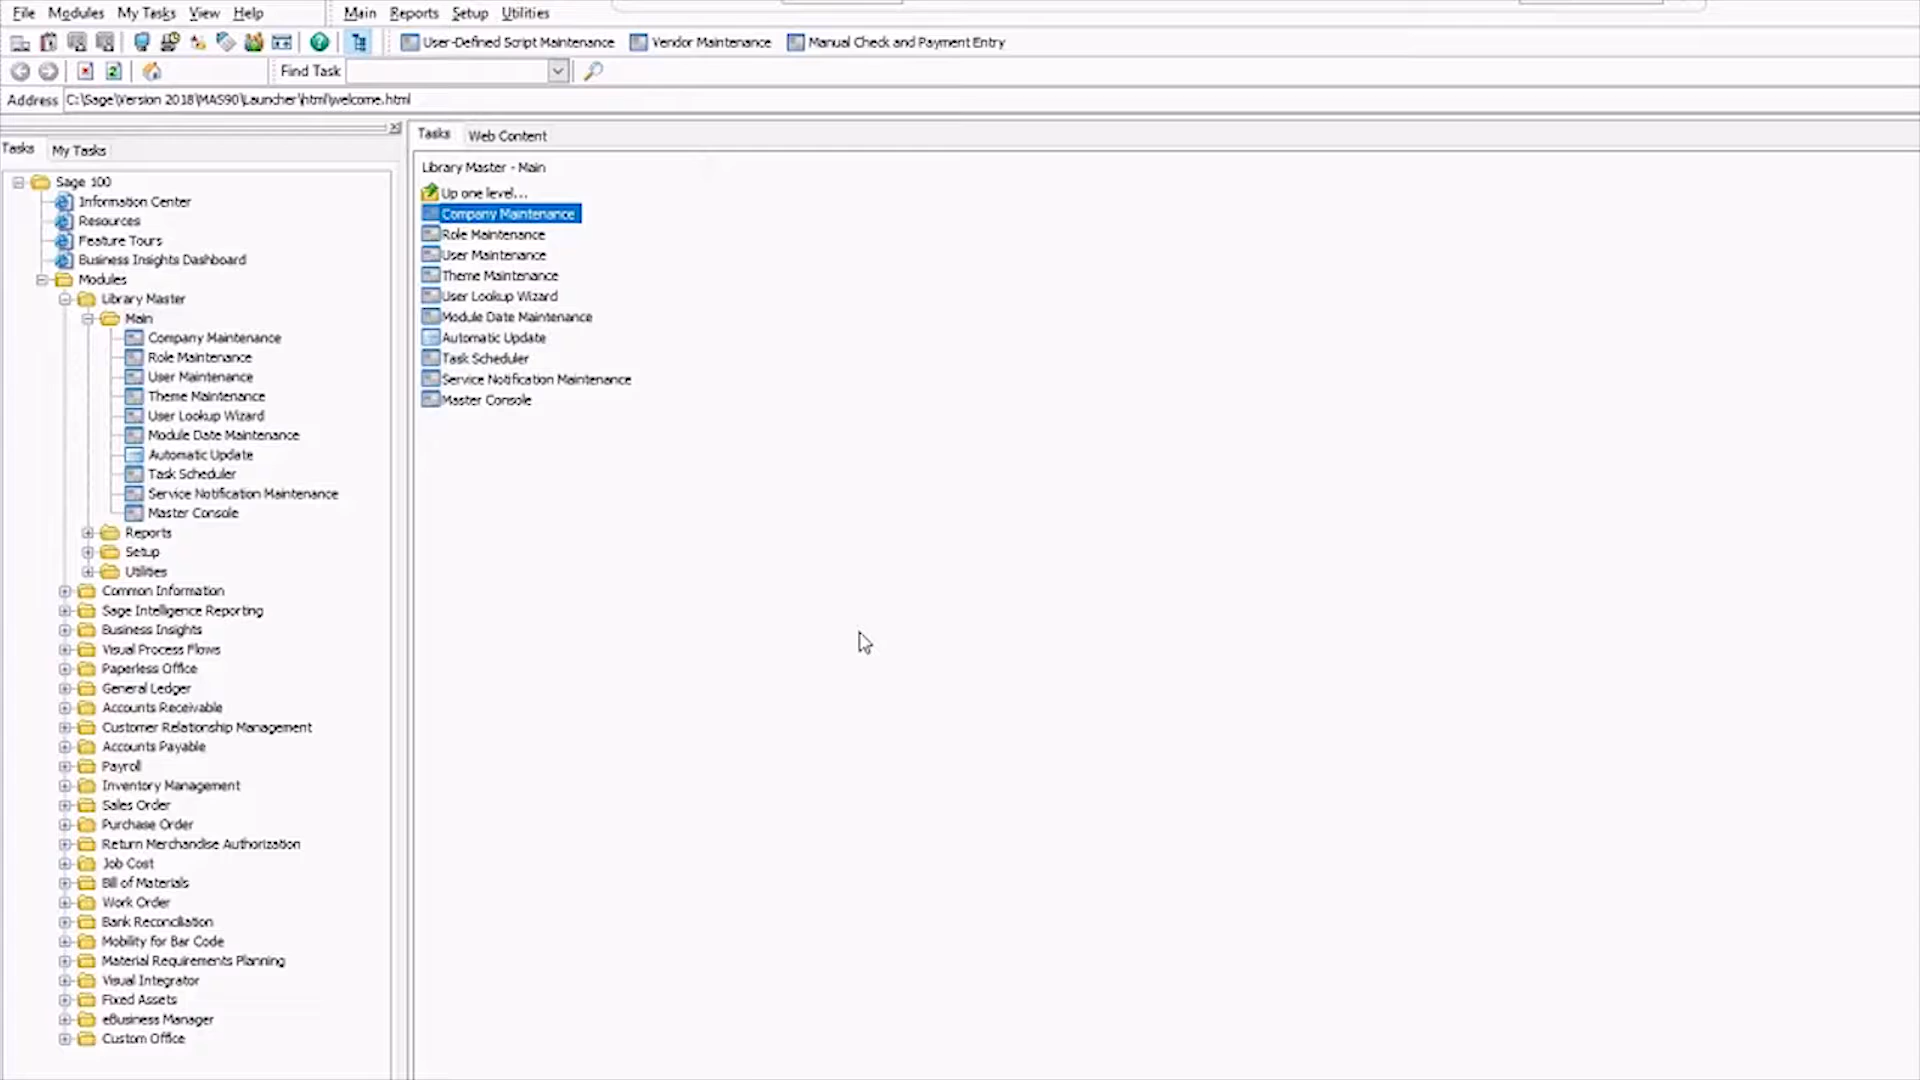 File Modules My Tasks View Help Main Reports Setup Utilities
User-Defined Script Maintenance Vendor Maintenance Manual Check and Payment Entry
Find Task
Address C:\Sage\Version 2018\MAS90\Launcher\html\welcome.html
Tasks My Tasks
Sage 100
Information Center
Resources
Feature Tours
Business Insights Dashboard
Modules
Library Master
Main
Company Maintenance
Role Maintenance
User Maintenance
Theme Maintenance
User Lookup Wizard
Module Date Maintenance
Automatic Update
Task Scheduler
Service Notification Maintenance
Master Console
Reports
Setup
Utilities
Common Information
Sage Intelligence Reporting
Business Insights
Visual Process Flows
Paperless Office
General Ledger
Accounts Receivable
Customer Relationship Management
Accounts Payable
Payroll
Inventory Management
Sales Order
Purchase Order
Return Merchandise Authorization
Job Cost
Bill of Materials
Work Order
Bank Reconciliation
Mobility for Bar Code
Material Requirements Planning
Visual Integrator
Fixed Assets
eBusiness Manager
Custom Office
Tasks Web Content
Library Master - Main
Up one level...
Company Maintenance
Role Maintenance
User Maintenance
Theme Maintenance
User Lookup Wizard
Module Date Maintenance
Automatic Update
Task Scheduler
Service Notification Maintenance
Master Console